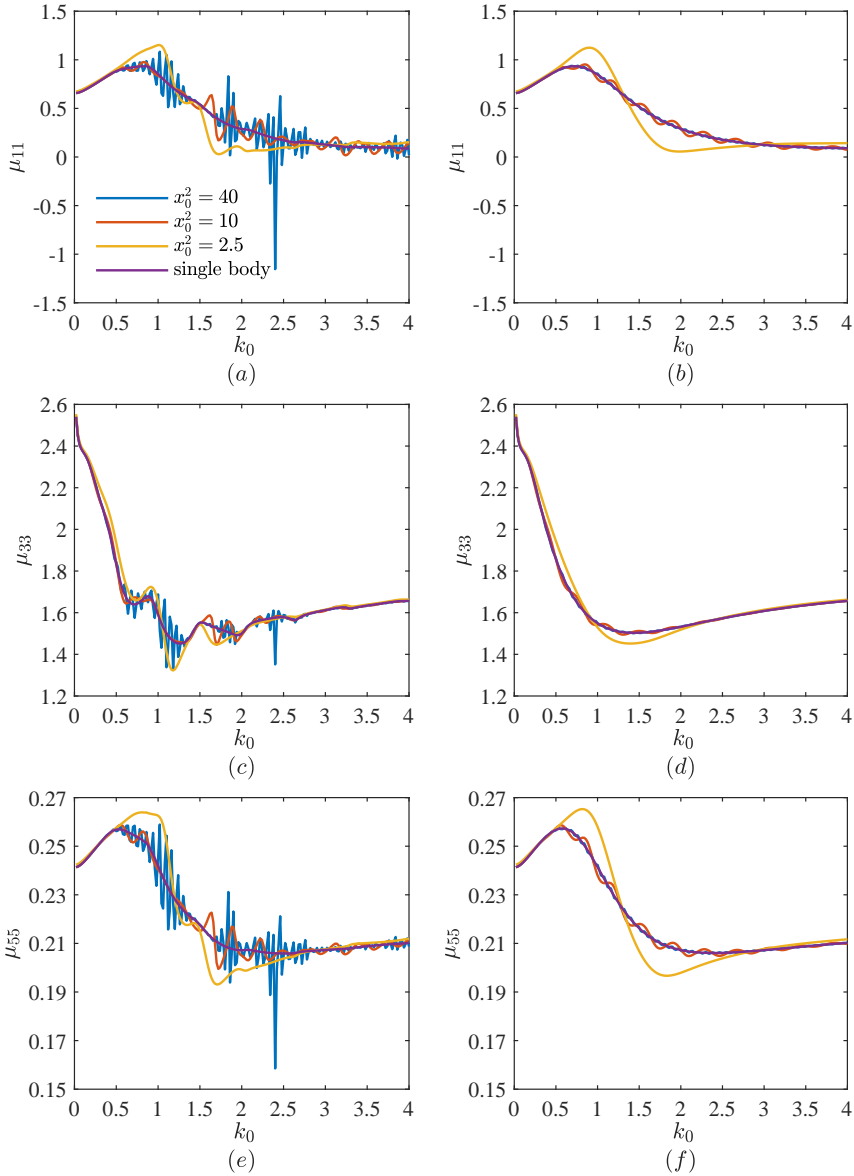 1.5
1
0.5
0
-0.5
-1
-1.5
μ₁₁
x₀² = 40
x₀² = 10
x₀² = 2.5
single body
0 0.5 1 1.5 2 2.5 3 3.5 4
k₀
(a)
1.5
1
0.5
0
-0.5
-1
-1.5
μ₁₁
0 0.5 1 1.5 2 2.5 3 3.5 4
k₀
(b)
2.6
2.4
2.2
2
1.8
1.6
1.4
1.2
μ₃₃
0 0.5 1 1.5 2 2.5 3 3.5 4
k₀
(c)
2.6
2.4
2.2
2
1.8
1.6
1.4
1.2
μ₃₃
0 0.5 1 1.5 2 2.5 3 3.5 4
k₀
(d)
0.27
0.25
0.23
0.21
0.19
0.17
0.15
μ₅₅
0 0.5 1 1.5 2 2.5 3 3.5 4
k₀
(e)
0.27
0.25
0.23
0.21
0.19
0.17
0.15
μ₅₅
0 0.5 1 1.5 2 2.5 3 3.5 4
k₀
(f)